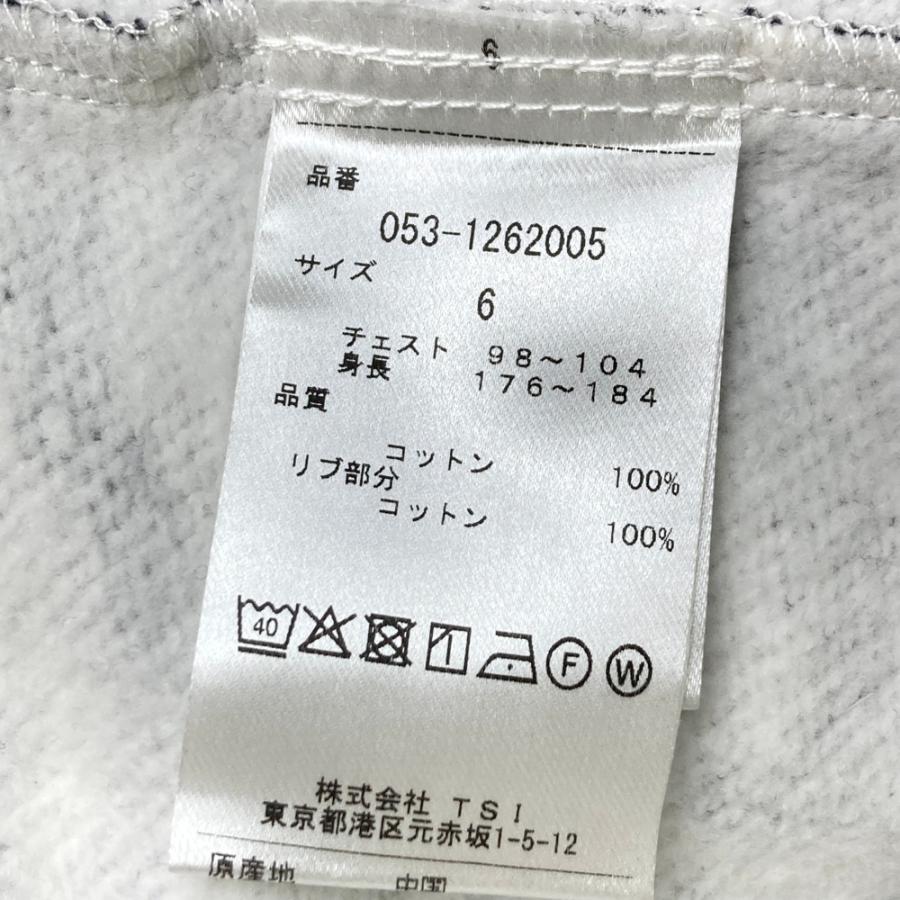 6
品番
053-1262005
サイズ
6
チェスト 98～104
身長 176～184
品質
コットン 100%
リブ部分
コットン 100%
40 F W
株式会社 TSI
東京都港区元赤坂1-5-12
原産地 中国